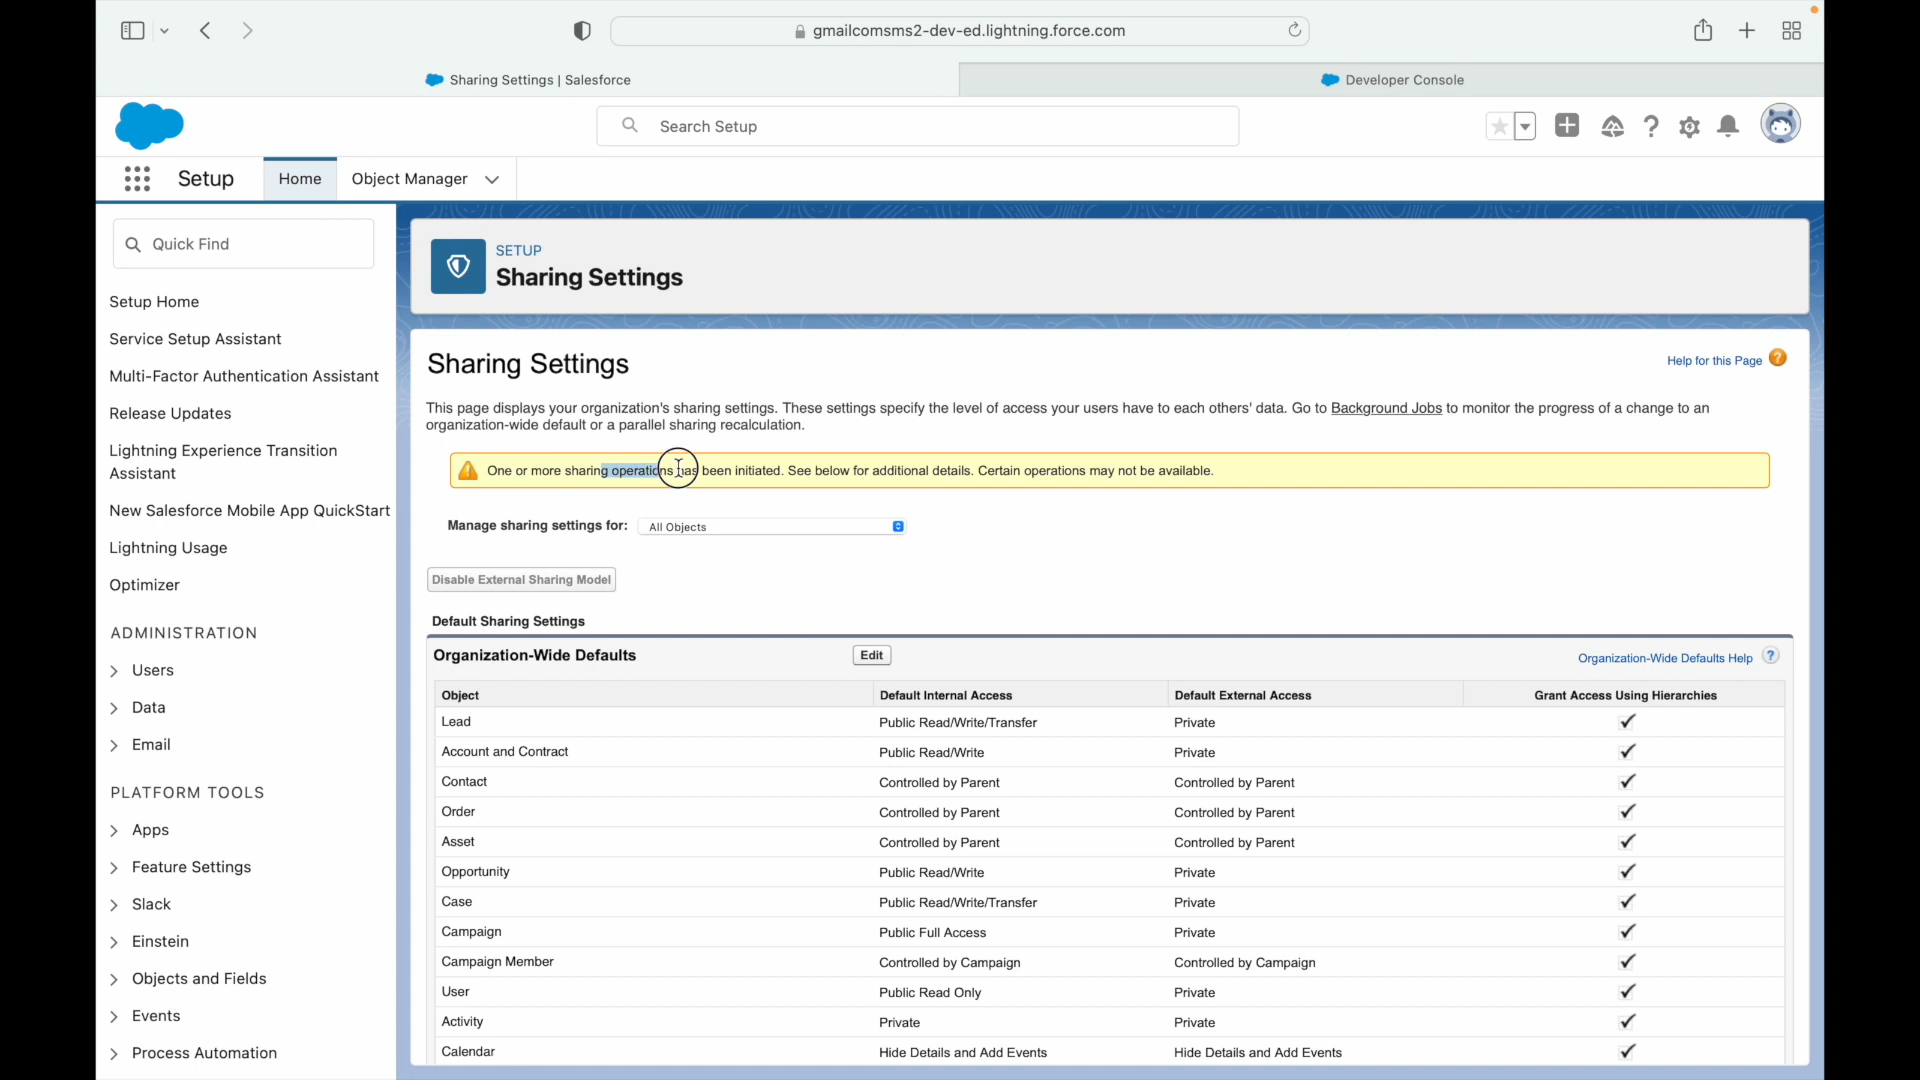 gmailcomsms2-dev-ed.lightning.force.com
Sharing Settings | Salesforce
Developer Console
Search Setup
Setup
Home
Object Manager
Quick Find
Setup Home
Service Setup Assistant
Multi-Factor Authentication Assistant
Release Updates
Lightning Experience Transition
Assistant
New Salesforce Mobile App QuickStart
Lightning Usage
Optimizer
ADMINISTRATION
Users
Data
Email
PLATFORM TOOLS
Apps
Feature Settings
Slack
Einstein
Objects and Fields
Events
Process Automation
SETUP
Sharing Settings
Sharing Settings
Help for this Page
This page displays your organization's sharing settings. These settings specify the level of access your users have to each others' data. Go to Background Jobs to monitor the progress of a change to an
organization-wide default or a parallel sharing recalculation.
One or more sharing operations has been initiated. See below for additional details. Certain operations may not be available.
Manage sharing settings for: All Objects
Disable External Sharing Model
Default Sharing Settings
Organization-Wide Defaults Edit Organization-Wide Defaults Help ?
Object Default Internal Access Default External Access Grant Access Using Hierarchies
Lead Public Read/Write/Transfer Private
Account and Contract Public Read/Write Private
Contact Controlled by Parent Controlled by Parent
Order Controlled by Parent Controlled by Parent
Asset Controlled by Parent Controlled by Parent
Opportunity Public Read/Write Private
Case Public Read/Write/Transfer Private
Campaign Public Full Access Private
Campaign Member Controlled by Campaign Controlled by Campaign
User Public Read Only Private
Activity Private Private
Calendar Hide Details and Add Events Hide Details and Add Events